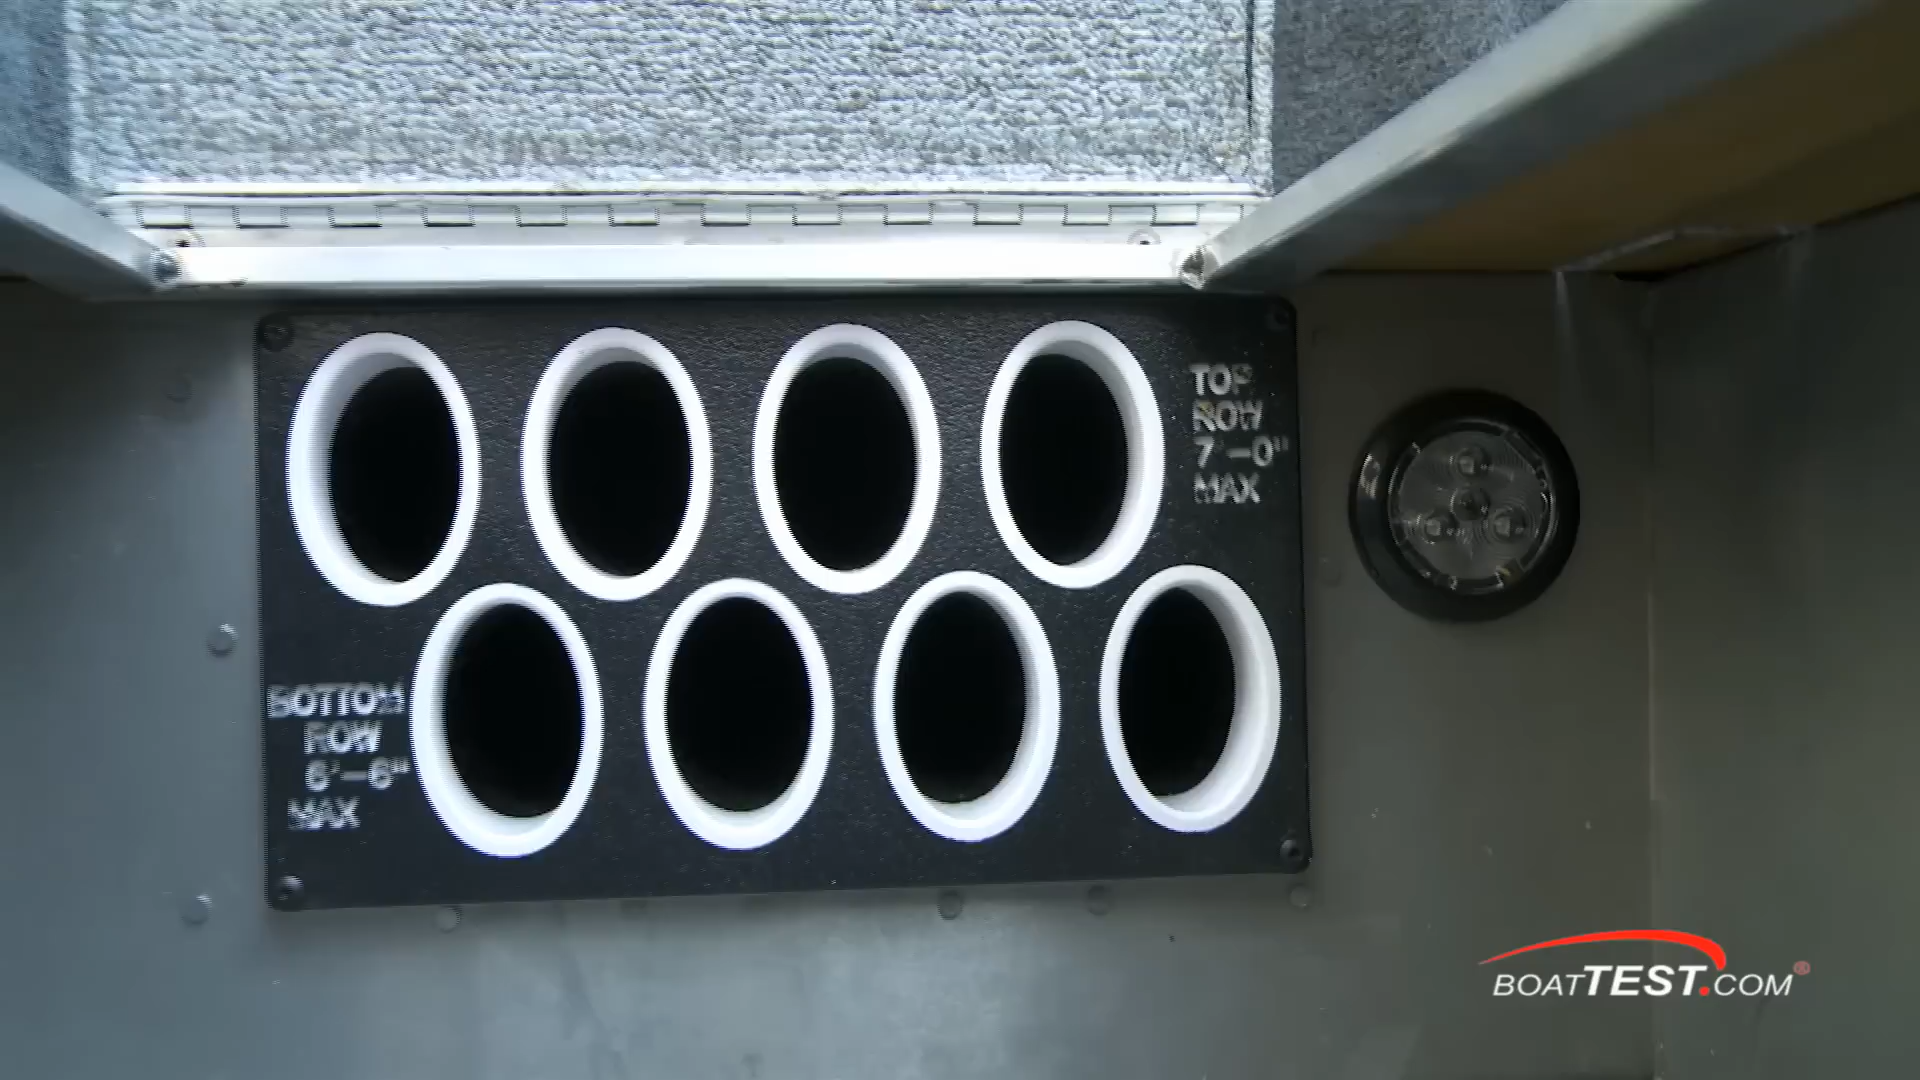 TOP
ROW
7'-0"
MAX
BOTTOM
ROW
6'-6"
MAX
BOATTEST.COM®